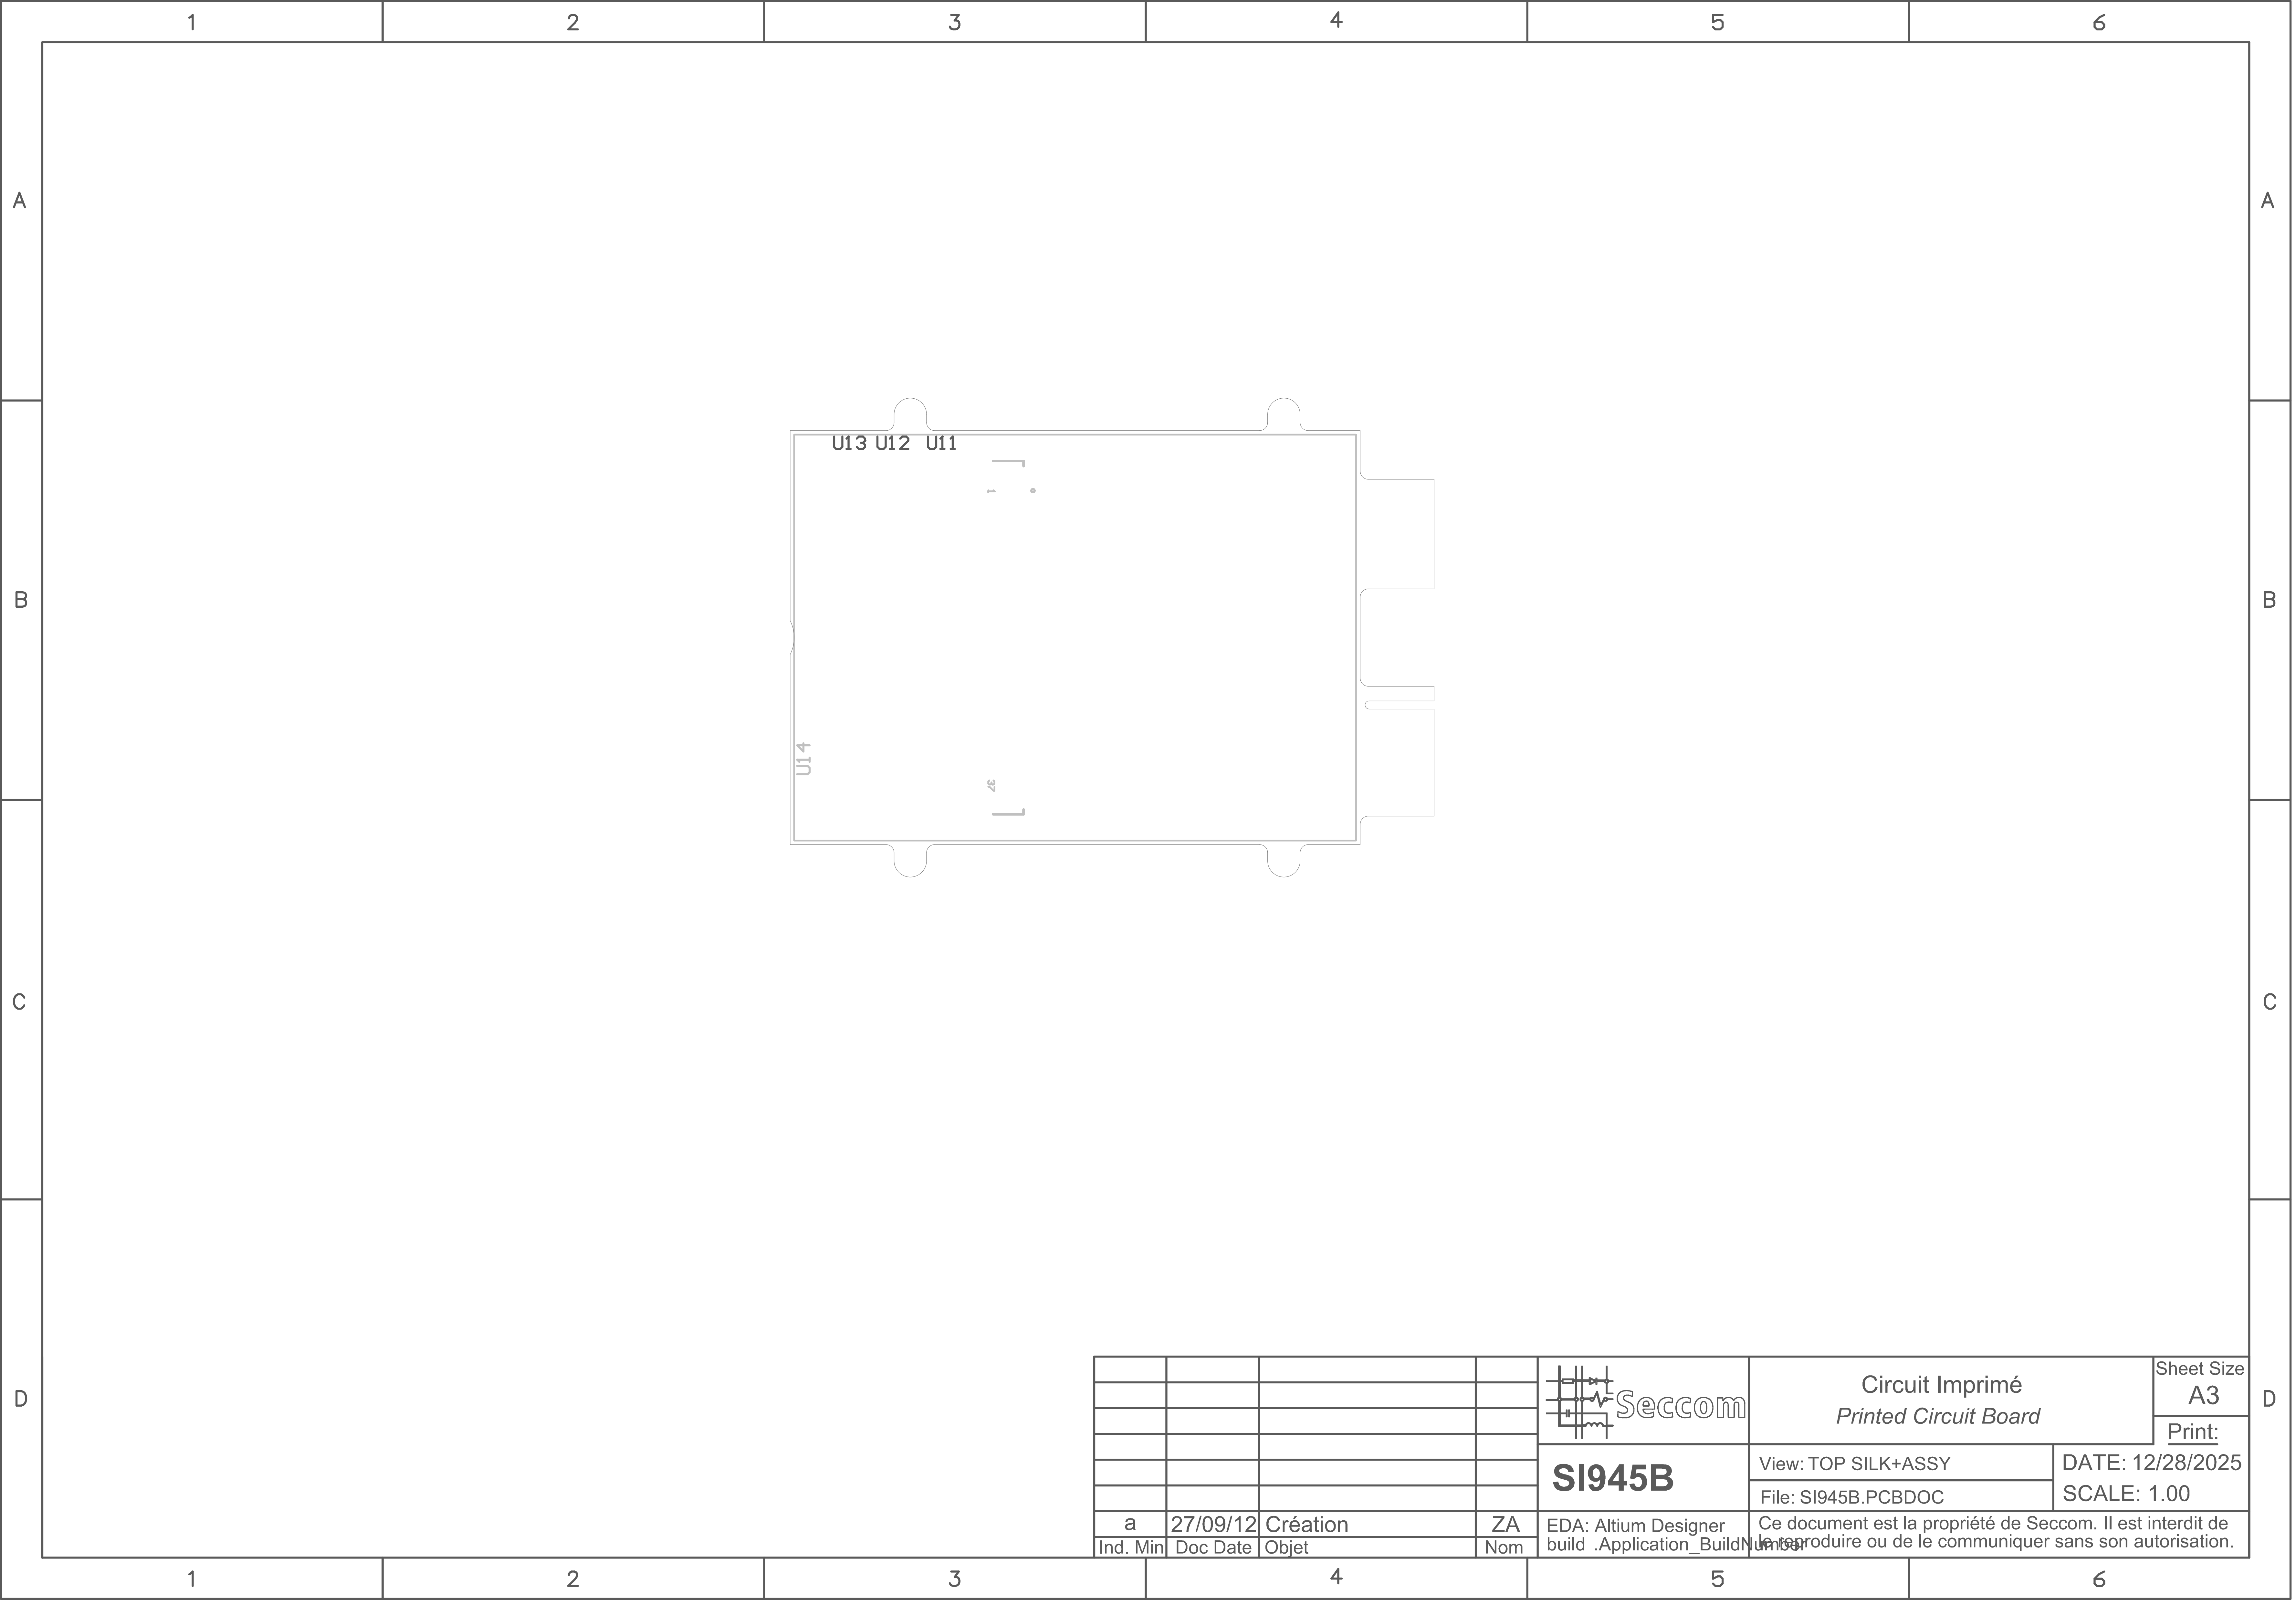 1 2 3 4 5 6
A A
U13 U12 U11
1
B B
U14
37
C C
D D
Seccom
Circuit Imprimé
Printed Circuit Board
Sheet Size
A3
Print:
SI945B
View: TOP SILK+ASSY
File: SI945B.PCBDOC
DATE: 12/28/2025
SCALE: 1.00
a 27/09/12 Création ZA
Ind. Min Doc Date Objet Nom
EDA: Altium Designer
build .Application_BuildNumber
Ce document est la propriété de Seccom. Il est interdit de
le reproduire ou de le communiquer sans son autorisation.
1 2 3 4 5 6